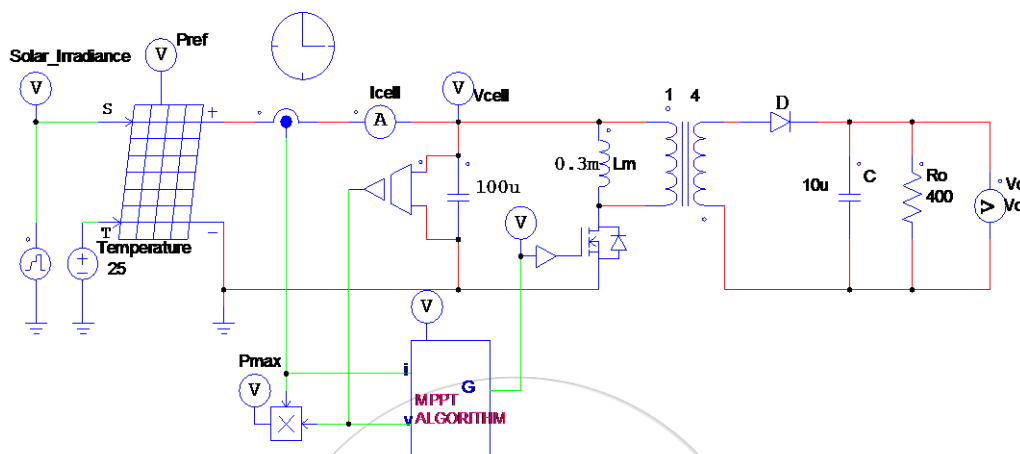 Solar_Irradiance
V
Pref
V
S
+
Icell
A
V
Vcell
1 4
D
0.3m Lm
100u
10u
C
Ro
400
V
T
Temperature
25
−
V
V
Pmax
V
i
G
MPPT
v
ALGORITHM